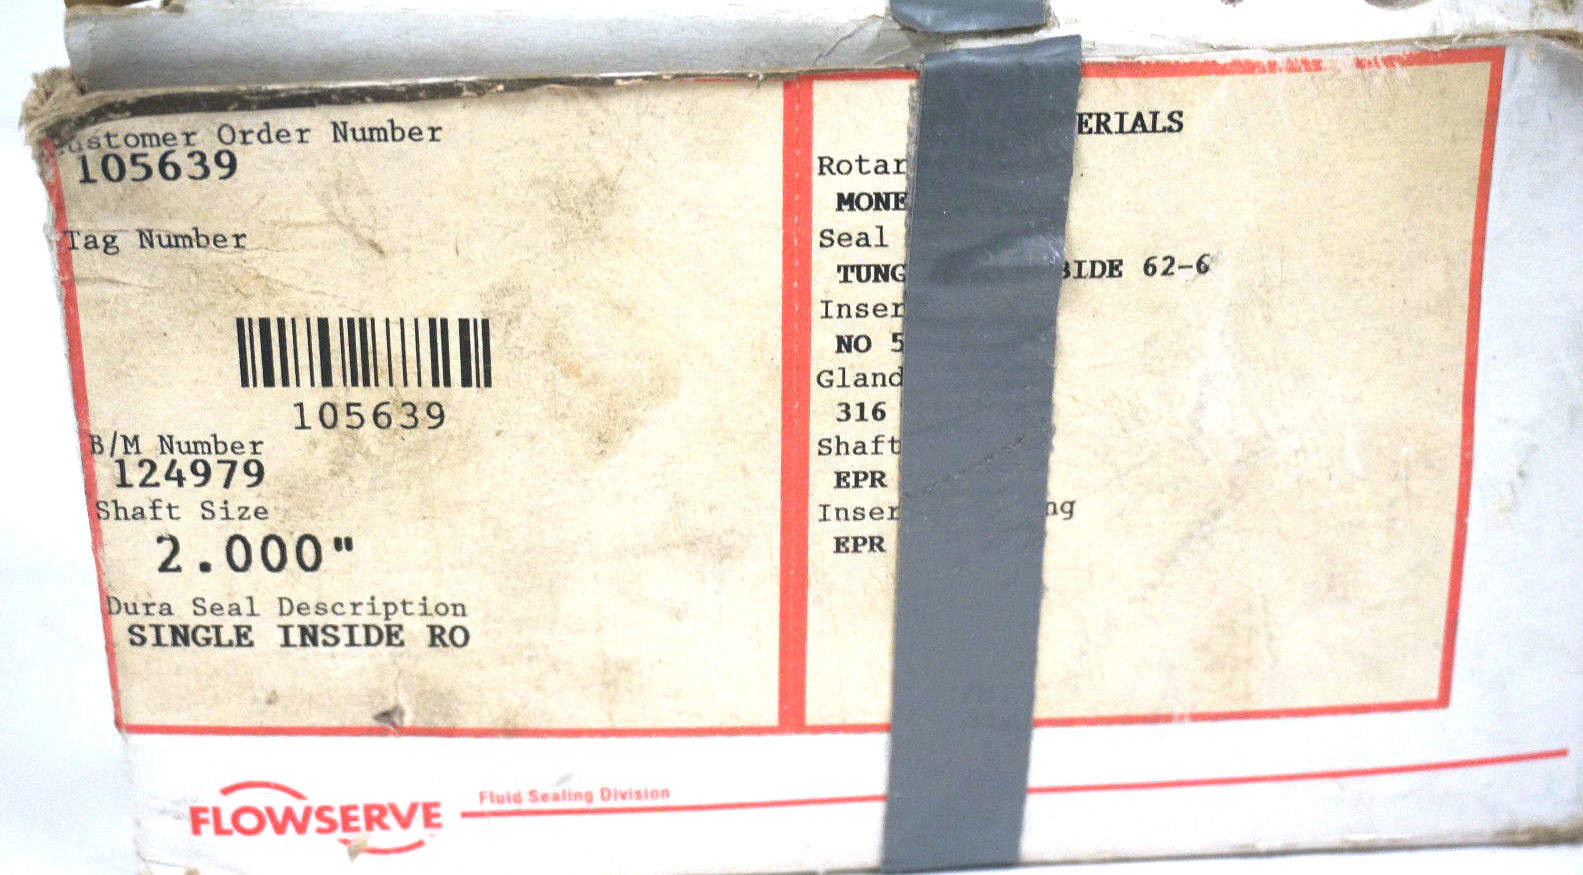 Customer Order Number
105639
Tag Number
105639
B/M Number
124979
Shaft Size
2.000"
Dura Seal Description
SINGLE INSIDE RO
ERIALS
Rotar
MONE
Seal
TUNG BIDE 62-6
Inser
NO 5
Gland
316
Shaft
EPR
Inser ng
EPR
FLOWSERVE
Fluid Sealing Division